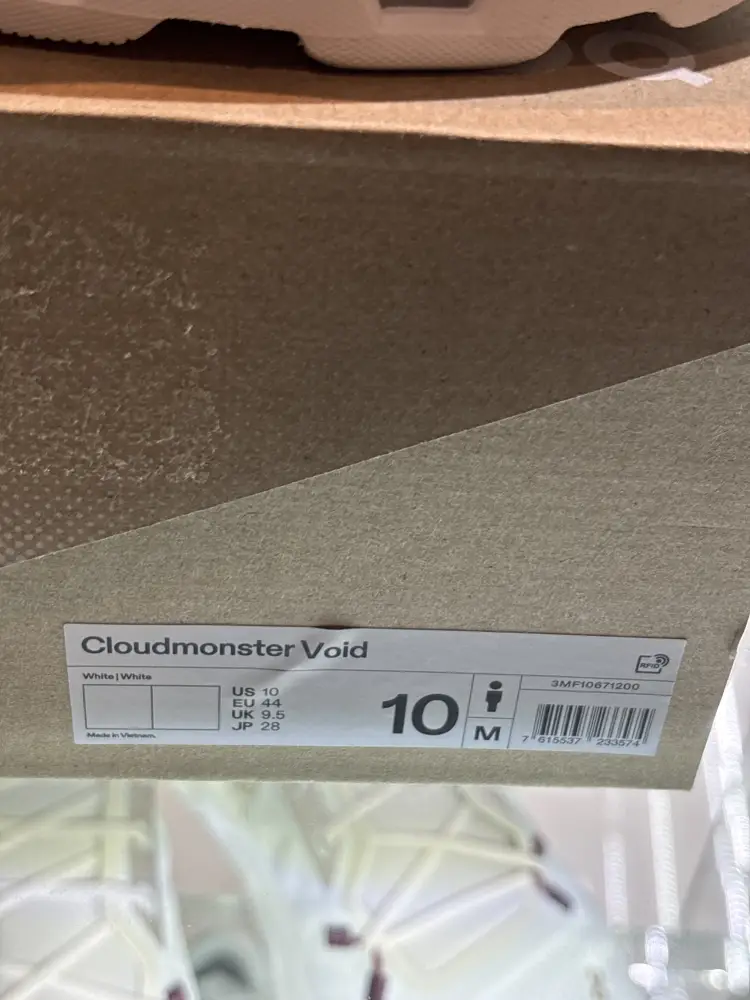 Cloudmonster Void
RFID
White | White
US 10
EU 44
UK 9.5
JP 28
Made in Vietnam.
10
M
3MF10671200
7 615537 233574